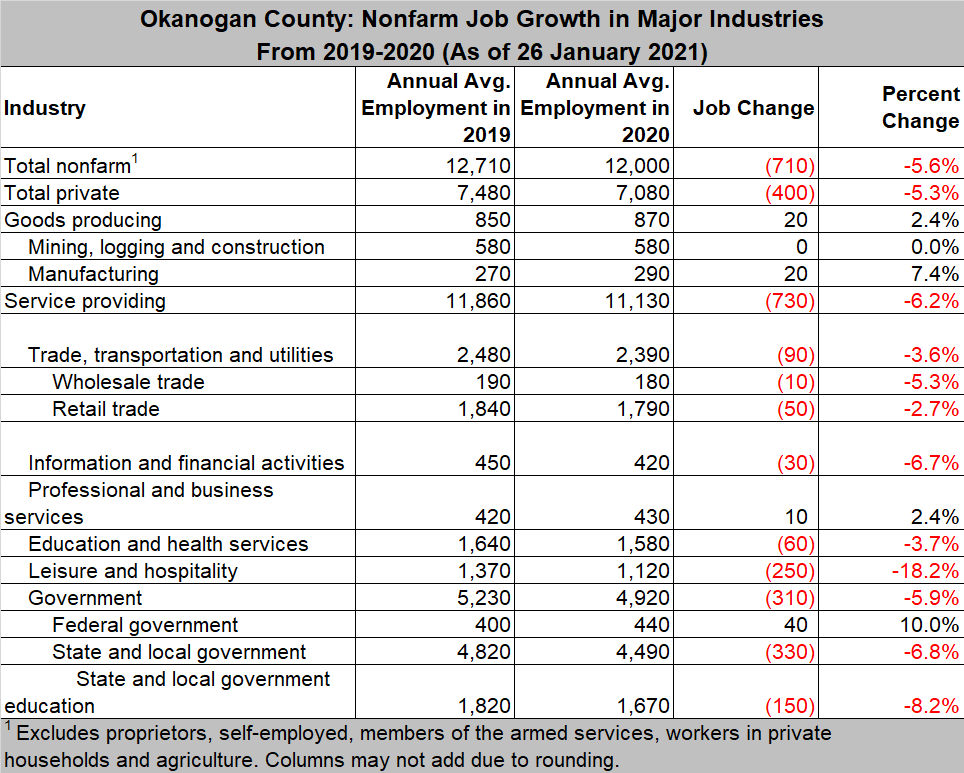 Okanogan County: Nonfarm Job Growth in Major Industries
From 2019-2020 (As of 26 January 2021)
Industry Annual Avg. Employment in 2019 Annual Avg. Employment in 2020 Job Change Percent Change
Total nonfarm1 12,710 12,000 (710) -5.6%
Total private 7,480 7,080 (400) -5.3%
Goods producing 850 870 20 2.4%
Mining, logging and construction 580 580 0 0.0%
Manufacturing 270 290 20 7.4%
Service providing 11,860 11,130 (730) -6.2%
Trade, transportation and utilities 2,480 2,390 (90) -3.6%
Wholesale trade 190 180 (10) -5.3%
Retail trade 1,840 1,790 (50) -2.7%
Information and financial activities 450 420 (30) -6.7%
Professional and business
services 420 430 10 2.4%
Education and health services 1,640 1,580 (60) -3.7%
Leisure and hospitality 1,370 1,120 (250) -18.2%
Government 5,230 4,920 (310) -5.9%
Federal government 400 440 40 10.0%
State and local government 4,820 4,490 (330) -6.8%
State and local government
education 1,820 1,670 (150) -8.2%
1 Excludes proprietors, self-employed, members of the armed services, workers in private
households and agriculture. Columns may not add due to rounding.